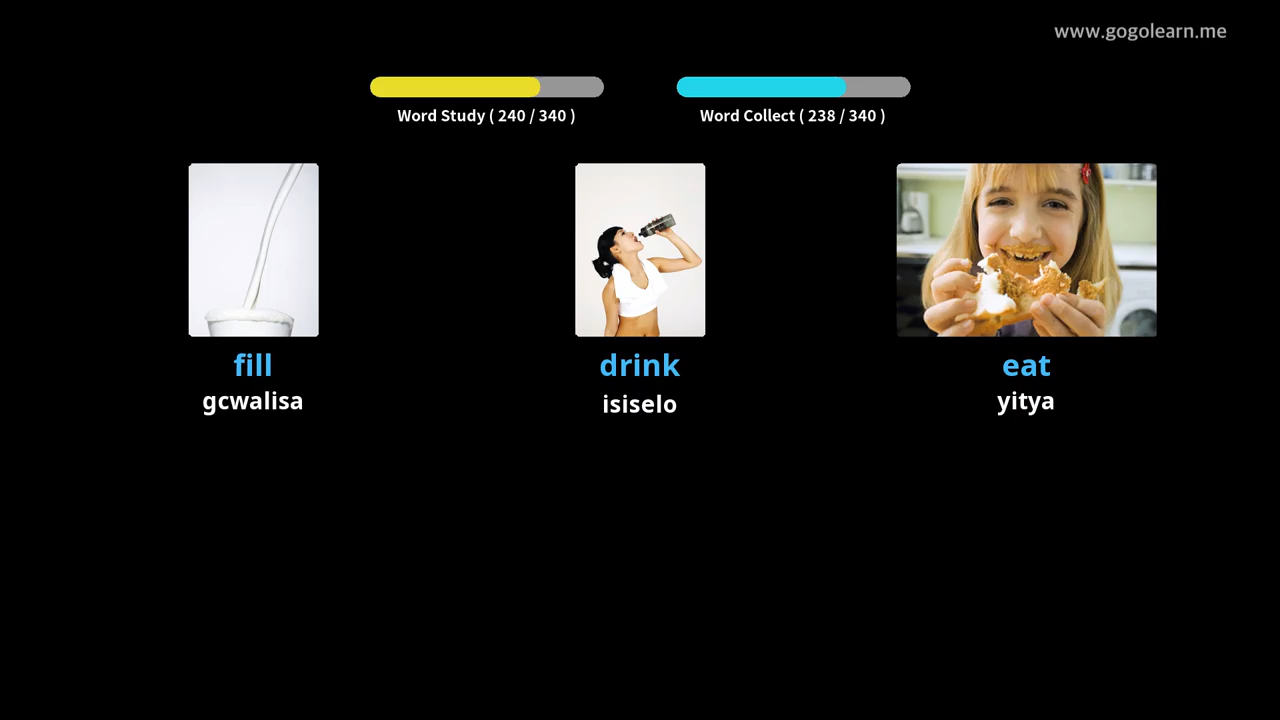 www.gogolearn.me
Word Study ( 240 / 340 )
Word Collect ( 238 / 340 )
fill
gcwalisa
drink
isiselo
eat
yitya